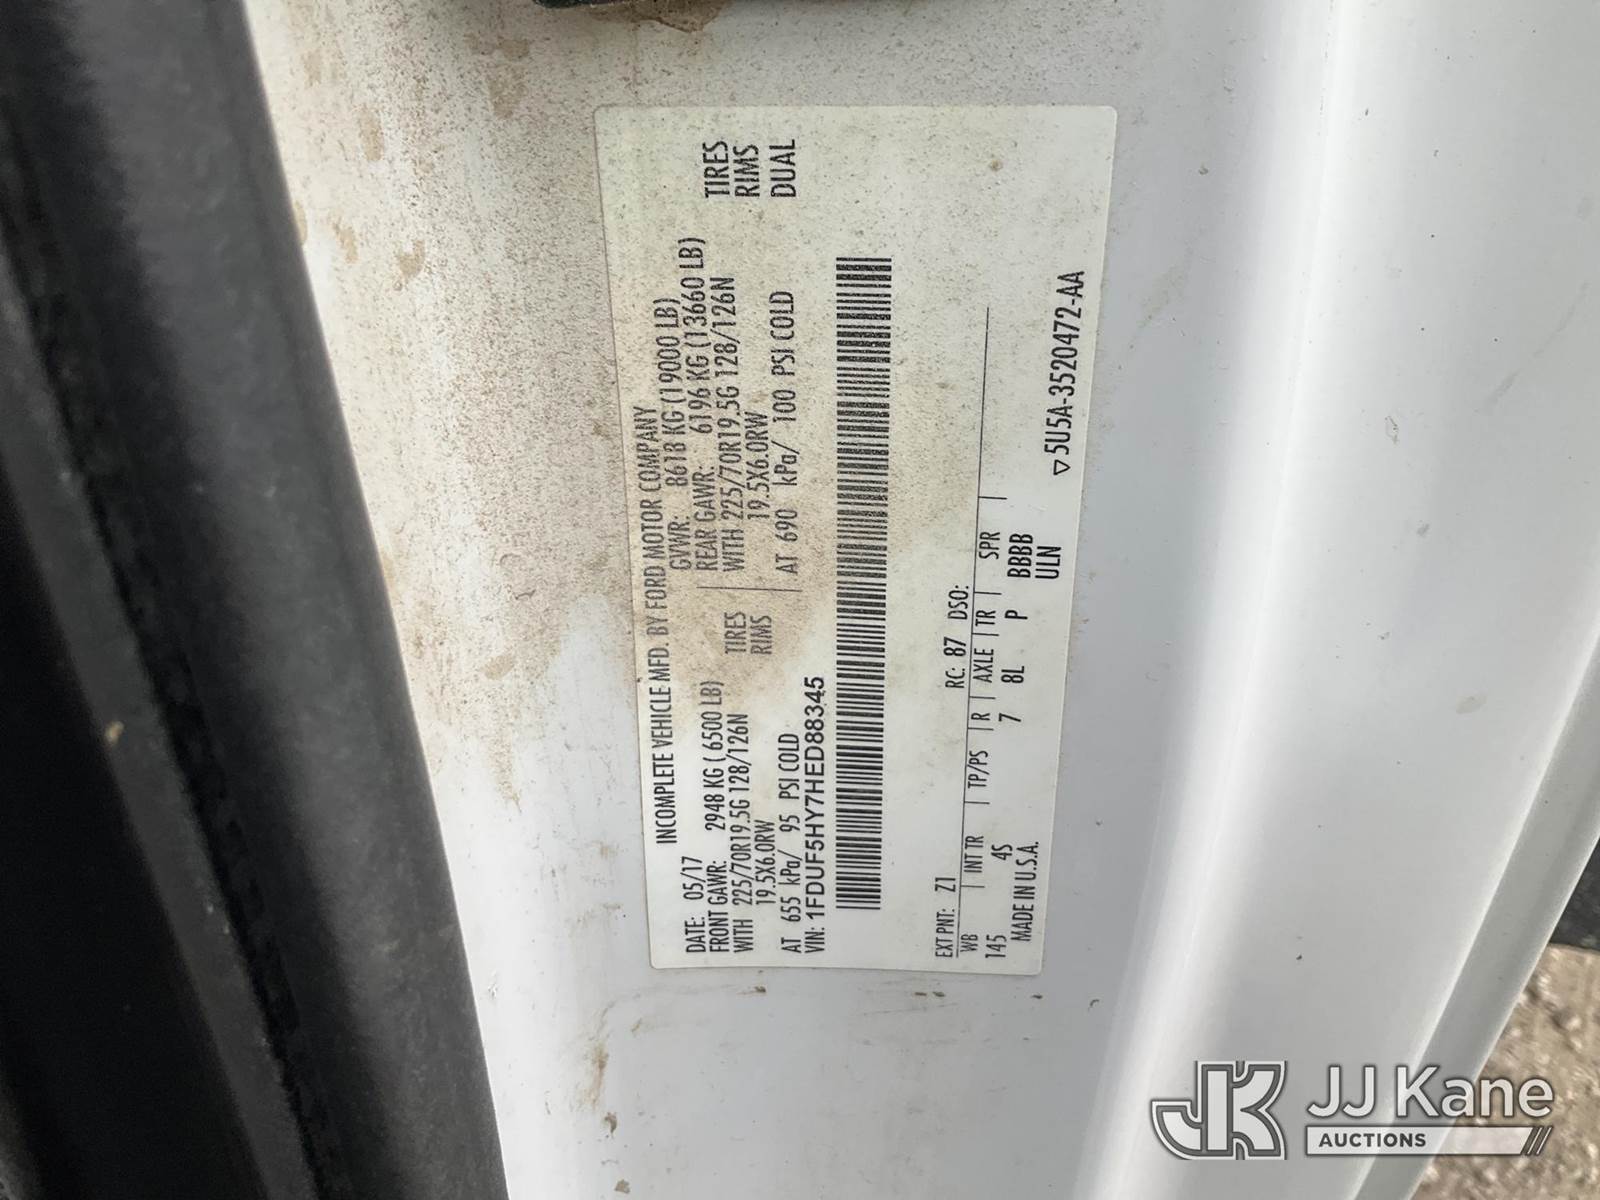 INCOMPLETE VEHICLE MFD. BY FORD MOTOR COMPANY
DATE: 05/17 GVWR: 8618 KG (19000 LB)
FRONT GAWR: 2948 KG ( 6500 LB) REAR GAWR: 6196 KG (13660 LB)
WITH 225/70R19.5G 128/126N TIRES WITH 225/70R19.5G 128/126N TIRES
19.5X6.0RW RIMS 19.5X6.0RW RIMS
AT 655 kPa/ 95 PSI COLD AT 690 kPa/ 100 PSI COLD DUAL
VIN: 1FDUF5HY7HED88345
EXT PNT: Z1 RC: 87 DSO:
WB INT TR TP/PS R AXLE TR SPR
145 4S 7 8L P BBBB
MADE IN U.S.A. ULN
▽5U5A-3520472-AA
JK JJ Kane
AUCTIONS